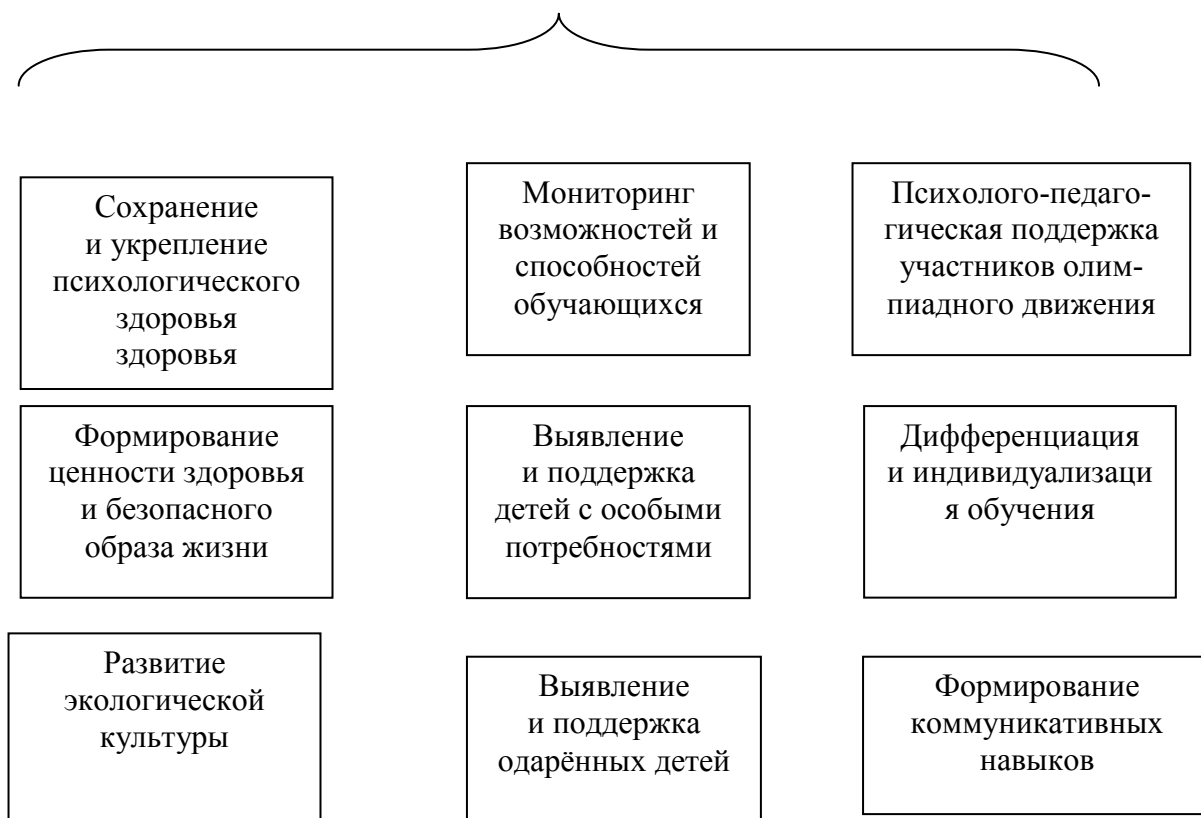 Сохранение
и укрепление
психологического
здоровья
здоровья
Мониторинг
возможностей и
способностей
обучающихся
Психолого-педаго-
гическая поддержка
участников олим-
пиадного движения
Формирование
ценности здоровья
и безопасного
образа жизни
Выявление
и поддержка
детей с особыми
потребностями
Дифференциация
и индивидуализаци
я обучения
Развитие
экологической
культуры
Выявление
и поддержка
одарённых детей
Формирование
коммуникативных
навыков